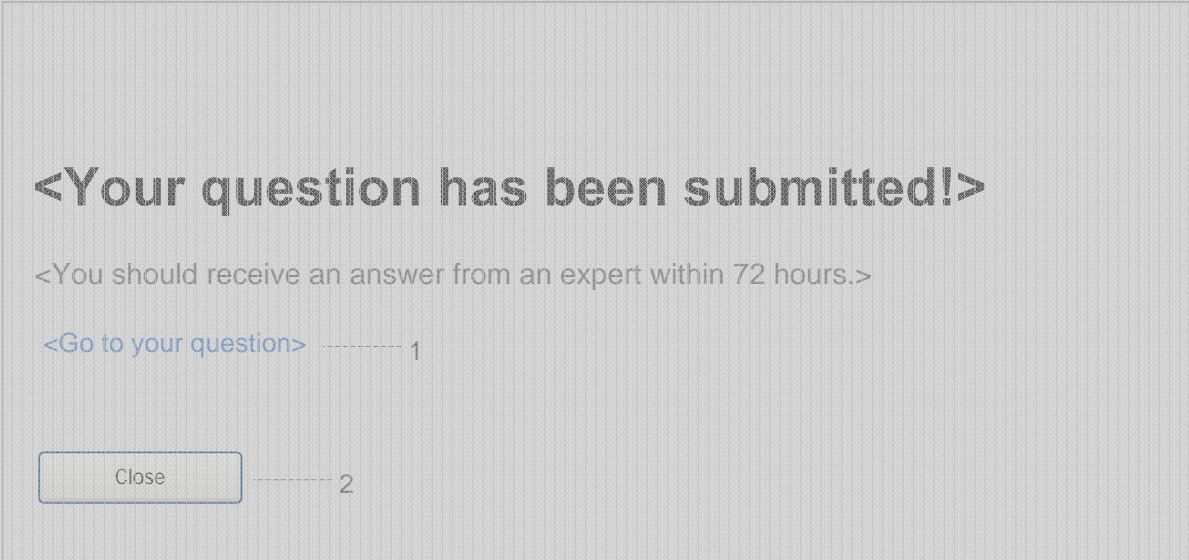 <Your question has been submitted!>
<You should receive an answer from an expert within 72 hours.>
<Go to your question> 1
Close 2